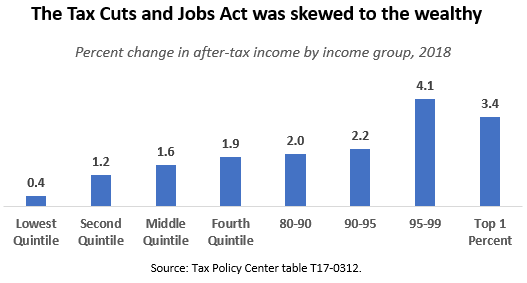 The Tax Cuts and Jobs Act was skewed to the wealthy
Percent change in after-tax income by income group, 2018
0.4
1.2
1.6
1.9
2.0
2.2
4.1
3.4
Lowest
Quintile
Second
Quintile
Middle
Quintile
Fourth
Quintile
80-90
90-95
95-99
Top 1
Percent
Source: Tax Policy Center table T17-0312.